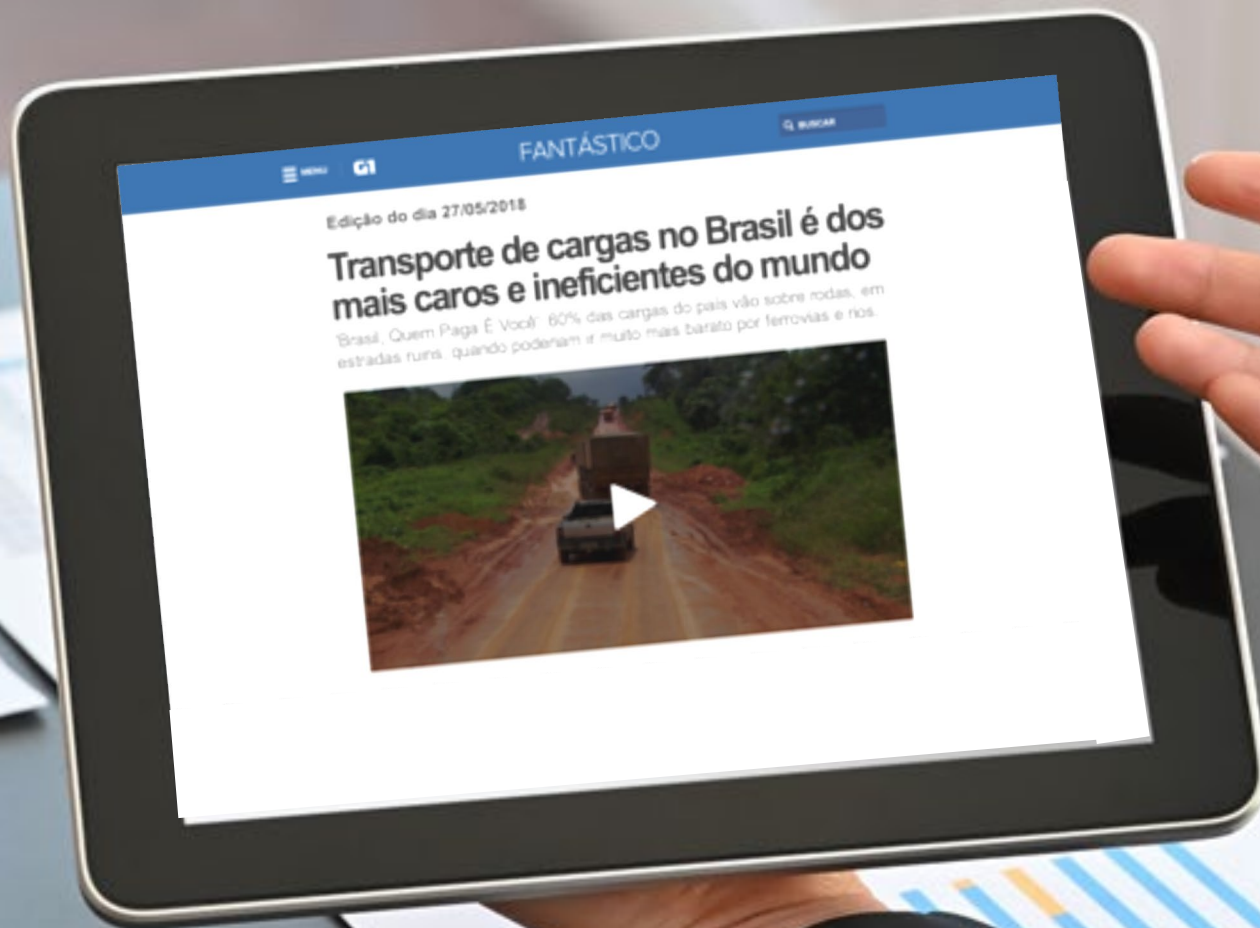 MENU G1 FANTÁSTICO BUSCAR
Edição do dia 27/05/2018
Transporte de cargas no Brasil é dos
mais caros e ineficientes do mundo
'Brasil, Quem Paga É Você': 60% das cargas do país vão sobre rodas, em
estradas ruins, quando poderiam ir muito mais barato por ferrovias e rios.